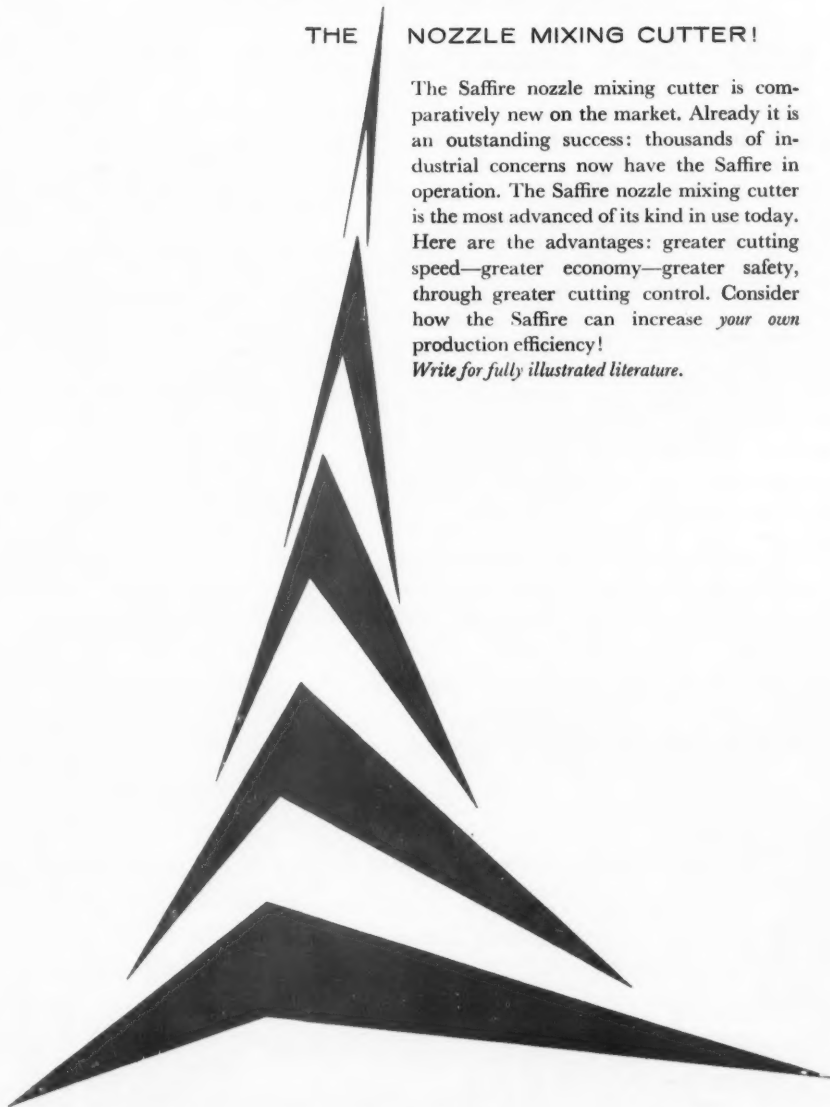 THE NOZZLE MIXING CUTTER!
The Saffire nozzle mixing cutter is com-
paratively new on the market. Already it is
an outstanding success: thousands of in-
dustrial concerns now have the Saffire in
operation. The Saffire nozzle mixing cutter
is the most advanced of its kind in use today.
Here are the advantages: greater cutting
speed—greater economy—greater safety,
through greater cutting control. Consider
how the Saffire can increase your own
production efficiency!
Write for fully illustrated literature.